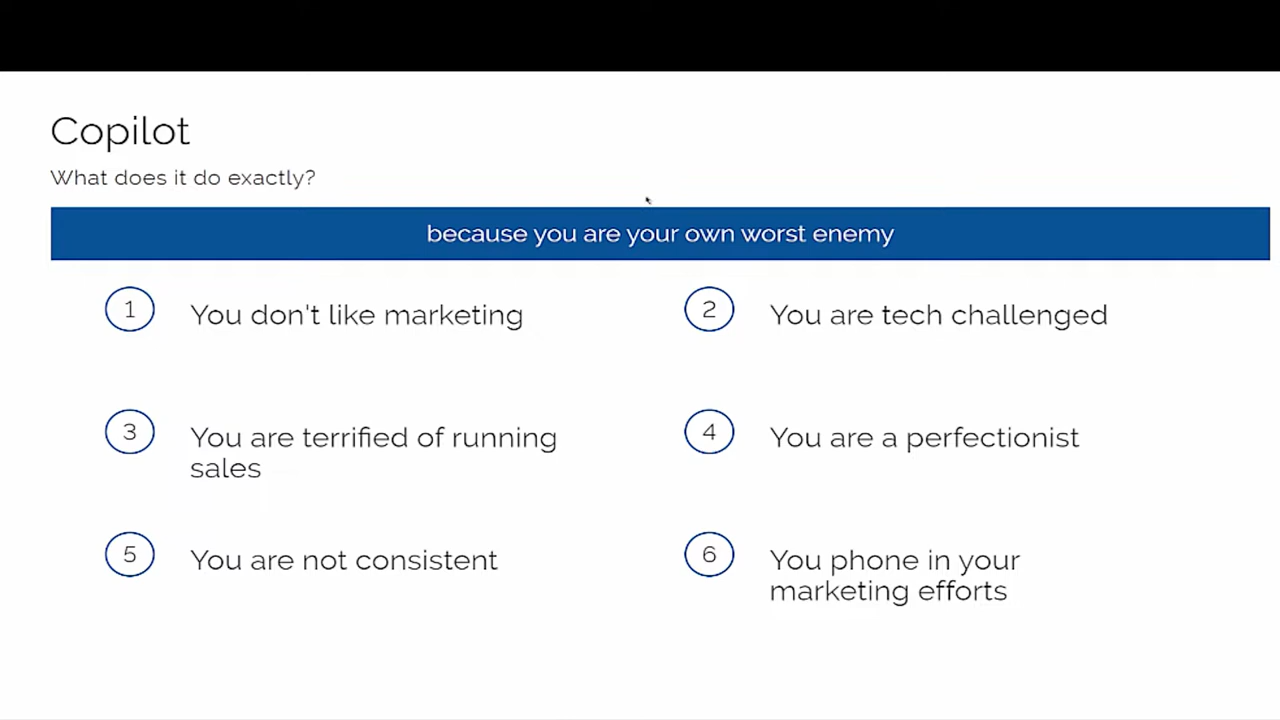 Copilot
What does it do exactly?
because you are your own worst enemy
1
You don't like marketing
2
You are tech challenged
3
You are terrified of running
sales
4
You are a perfectionist
5
You are not consistent
6
You phone in your
marketing efforts